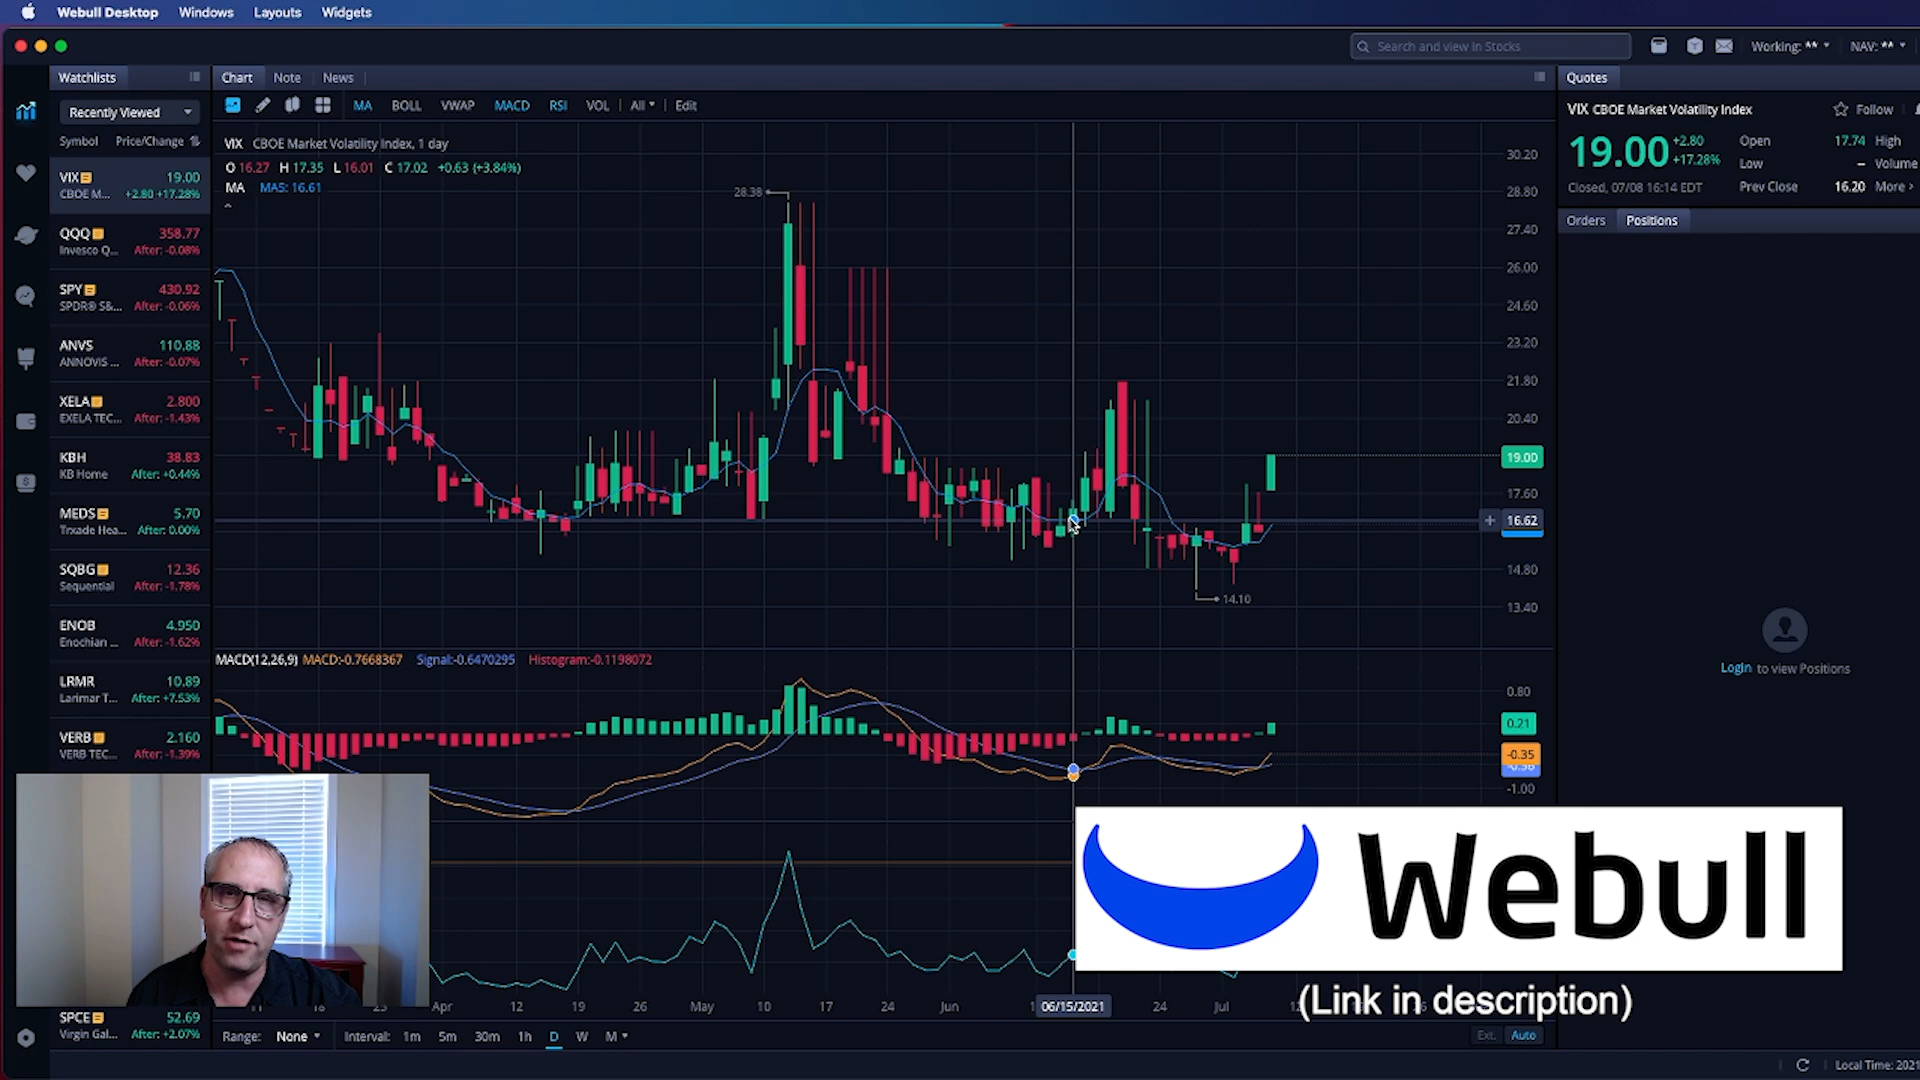 Webull Desktop Windows Layouts Widgets
Search and view in Stocks
Working: ** NAV: **
Watchlists
Chart Note News
Quotes
Recently Viewed
MA BOLL VWAP MACD RSI VOL All Edit
Symbol Price/Change
VIX 19.00
CBOE M... +2.80 +17.28%
QQQ 358.77
Invesco Q... After: -0.08%
SPY 430.92
SPDR® S&... After: -0.06%
ANVS 110.88
ANNOVIS ... After: -0.07%
XELA 2.800
EXELA TEC... After: -1.43%
KBH 38.83
KB Home After: +0.44%
MEDS 5.70
Trxade Hea... After: 0.00%
SQBG 12.36
Sequential After: -1.78%
ENOB 4.950
Enochian ... After: -1.62%
LRMR 10.89
Larimar T... After: +7.53%
VERB 2.160
VERB TEC... After: -1.39%
SPCE 52.69
Virgin Gal... After: +2.07%
VIX CBOE Market Volatility Index, 1 day
O 16.27 H 17.35 L 16.01 C 17.02 +0.63 (+3.84%)
MA MA5: 16.61
28.38
14.10
30.20
28.80
27.40
26.00
24.60
23.20
21.80
20.40
19.00
17.60
16.62
14.80
13.40
MACD(12,26,9) MACD:-0.7668367 Signal:-0.6470295 Histogram:-0.1198072
0.80
0.21
-0.35
-1.00
Apr 12 19 26 May 10 17 24 Jun 06/15/2021 24 Jul
Range: None Interval: 1m 5m 30m 1h D W M
Ext. Auto
VIX CBOE Market Volatility Index Follow
19.00 +2.80 +17.28%
Closed, 07/08 16:14 EDT
Open 17.74 High
Low – Volume
Prev Close 16.20 More
Orders Positions
Login to view Positions
Webull
(Link in description)
Local Time: 2021